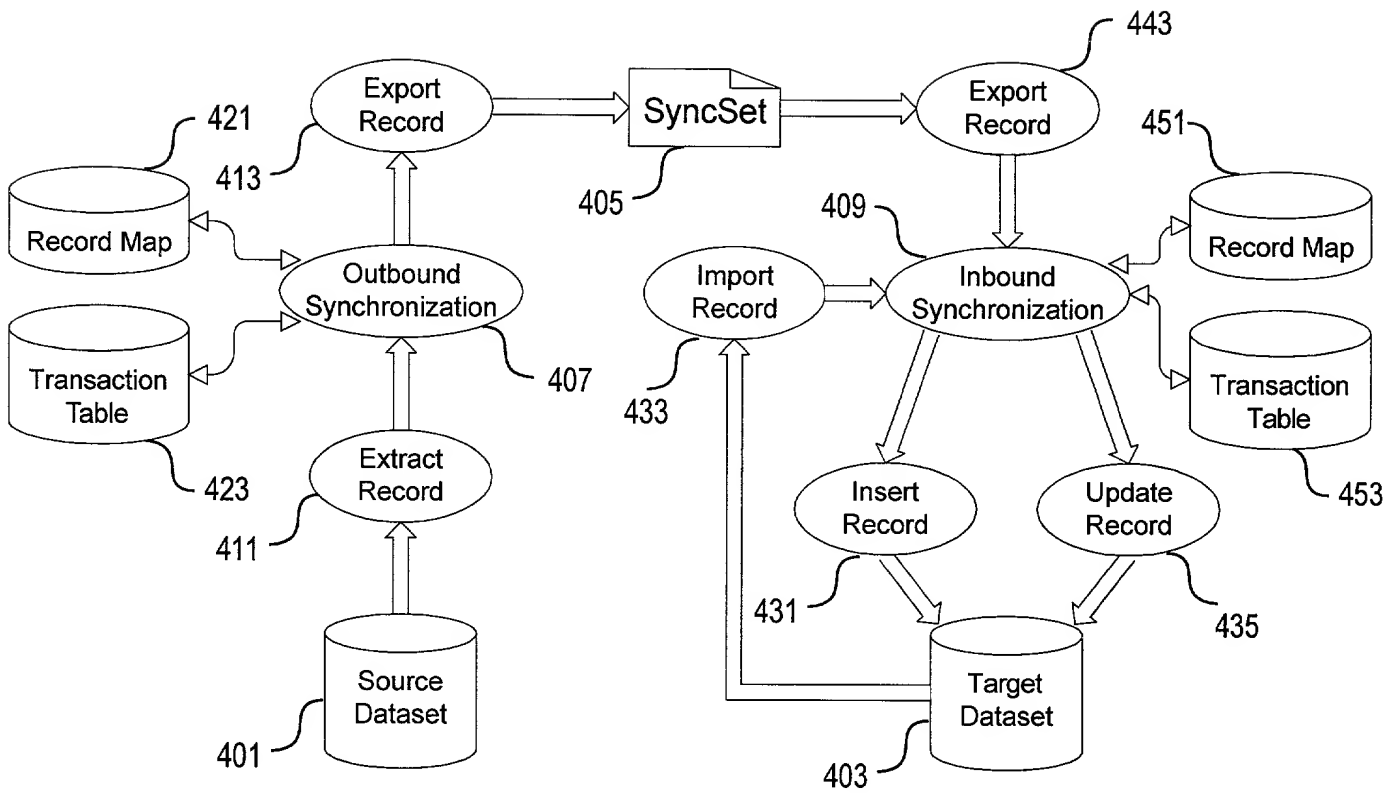 443
Export
Record
SyncSet
Export
Record
421
451
413
405
409
Record Map
Record Map
Outbound
Synchronization
Import
Record
Inbound
Synchronization
Transaction
Table
407
433
Transaction
Table
423
Extract
Record
Insert
Record
Update
Record
453
411
431
435
Source
Dataset
Target
Dataset
401
403